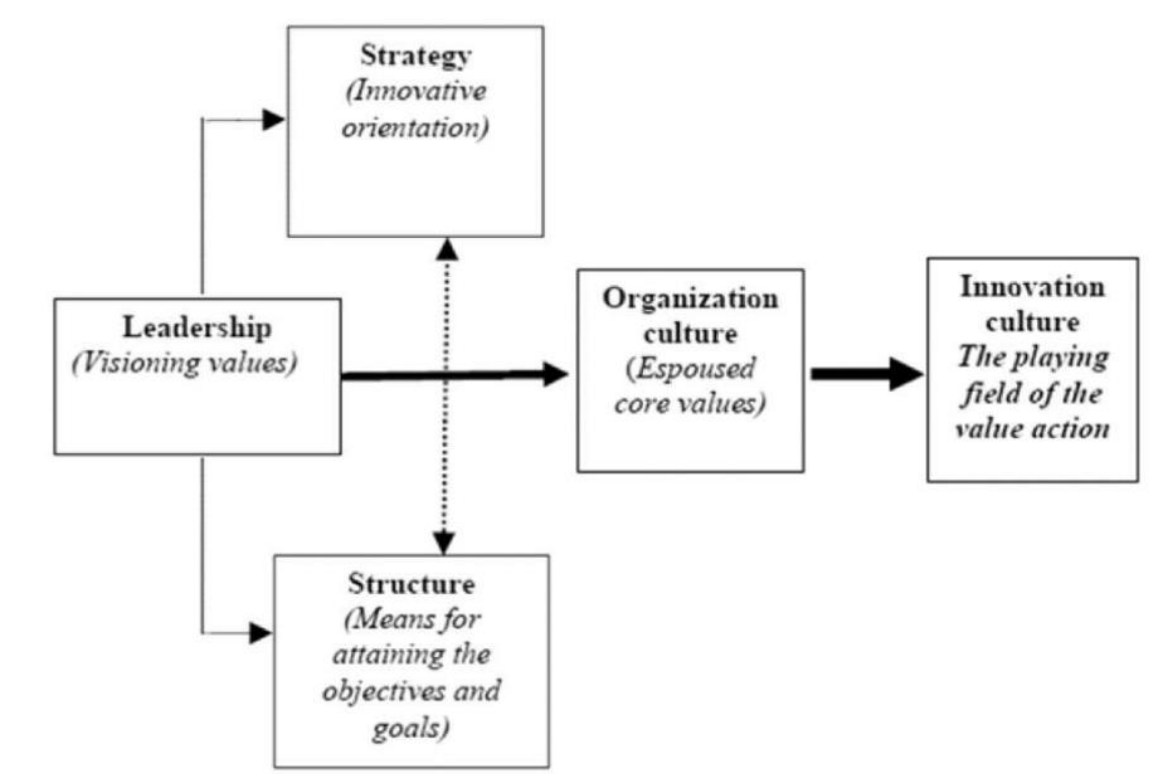 Strategy
(Innovative
orientation)
Leadership
(Visioning values)
Organization
culture
(Espoused
core values)
Innovation
culture
The playing
field of the
value action
Structure
(Means for
attaining the
objectives and
goals)